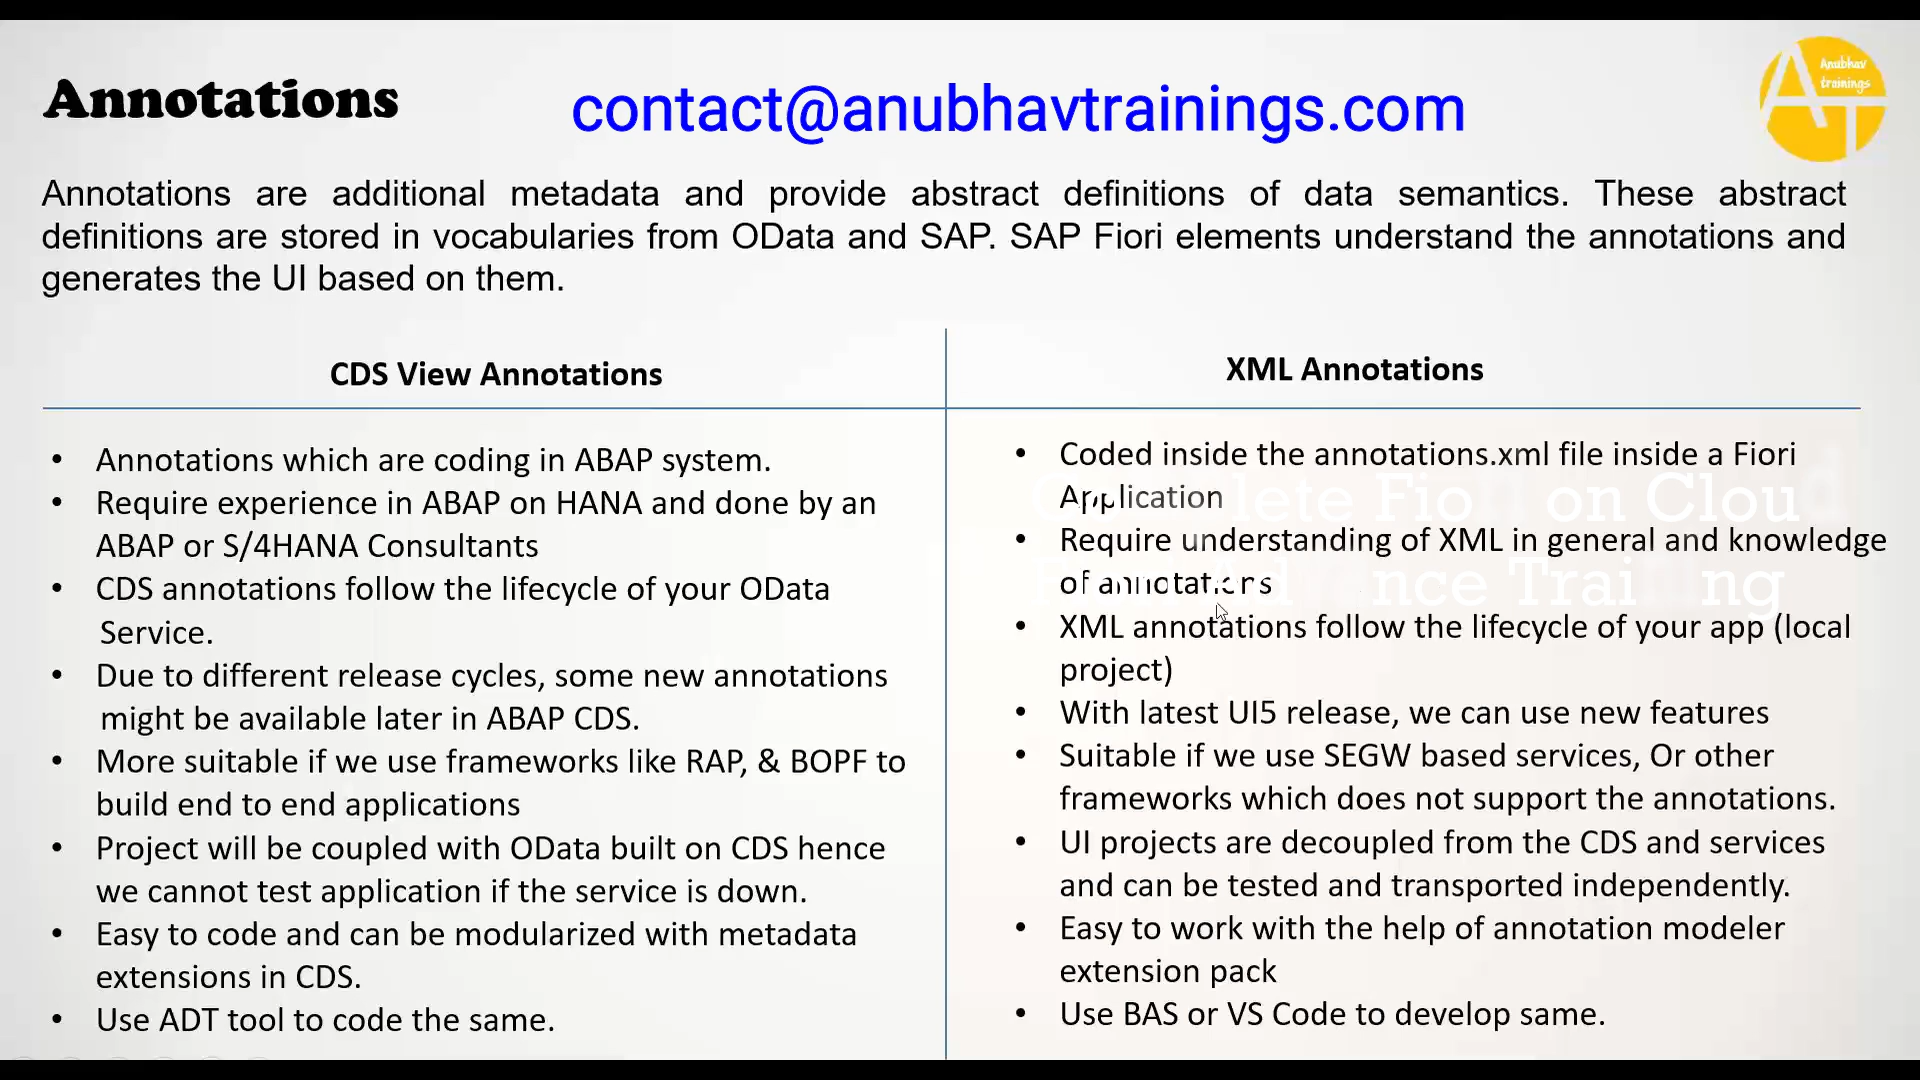 Annotations
contact@anubhavtrainings.com
Anubhav
trainings
Annotations are additional metadata and provide abstract definitions of data semantics. These abstract
definitions are stored in vocabularies from OData and SAP. SAP Fiori elements understand the annotations and
generates the UI based on them.
CDS View Annotations
• Annotations which are coding in ABAP system.
• Require experience in ABAP on HANA and done by an
ABAP or S/4HANA Consultants
• CDS annotations follow the lifecycle of your OData
Service.
• Due to different release cycles, some new annotations
might be available later in ABAP CDS.
• More suitable if we use frameworks like RAP, & BOPF to
build end to end applications
• Project will be coupled with OData built on CDS hence
we cannot test application if the service is down.
• Easy to code and can be modularized with metadata
extensions in CDS.
• Use ADT tool to code the same.
XML Annotations
• Coded inside the annotations.xml file inside a Fiori
Application
• Require understanding of XML in general and knowledge
of annotations
• XML annotations follow the lifecycle of your app (local
project)
• With latest UI5 release, we can use new features
• Suitable if we use SEGW based services, Or other
frameworks which does not support the annotations.
• UI projects are decoupled from the CDS and services
and can be tested and transported independently.
• Easy to work with the help of annotation modeler
extension pack
• Use BAS or VS Code to develop same.